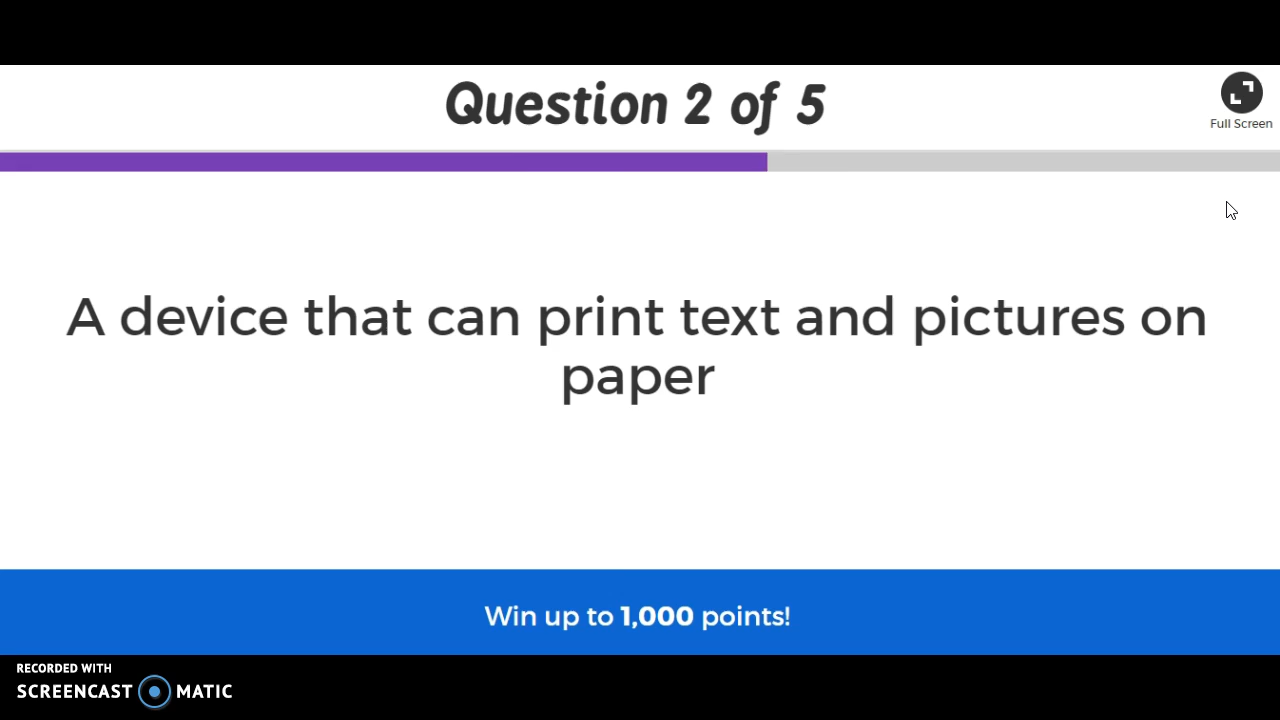 Question 2 of 5
Full Screen
A device that can print text and pictures on
paper
Win up to 1,000 points!
RECORDED WITH
SCREENCAST MATIC